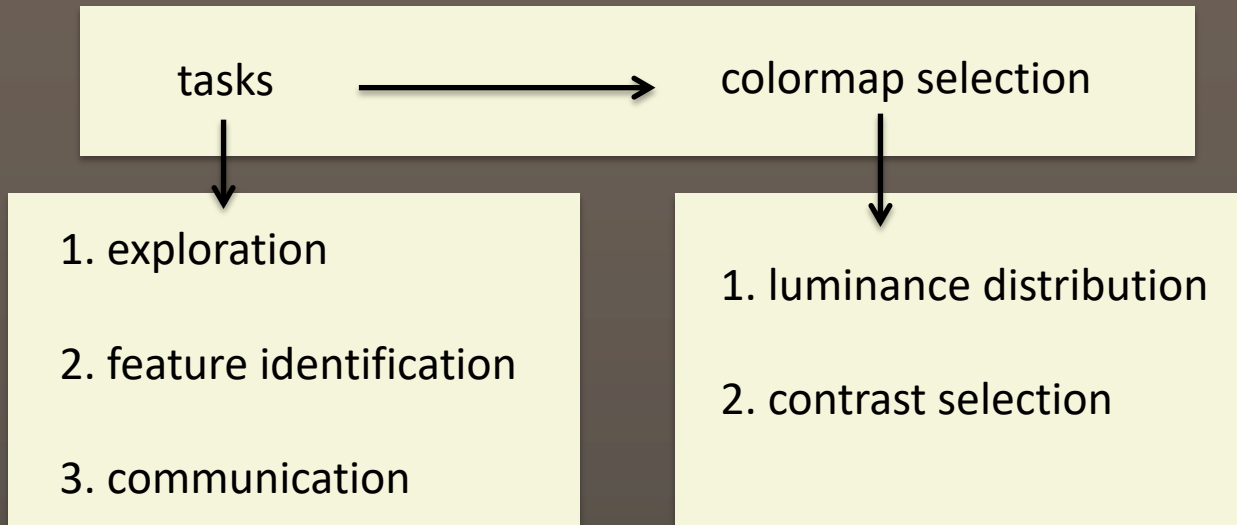 tasks
colormap selection
1. exploration
2. feature identification
3. communication
1. luminance distribution
2. contrast selection